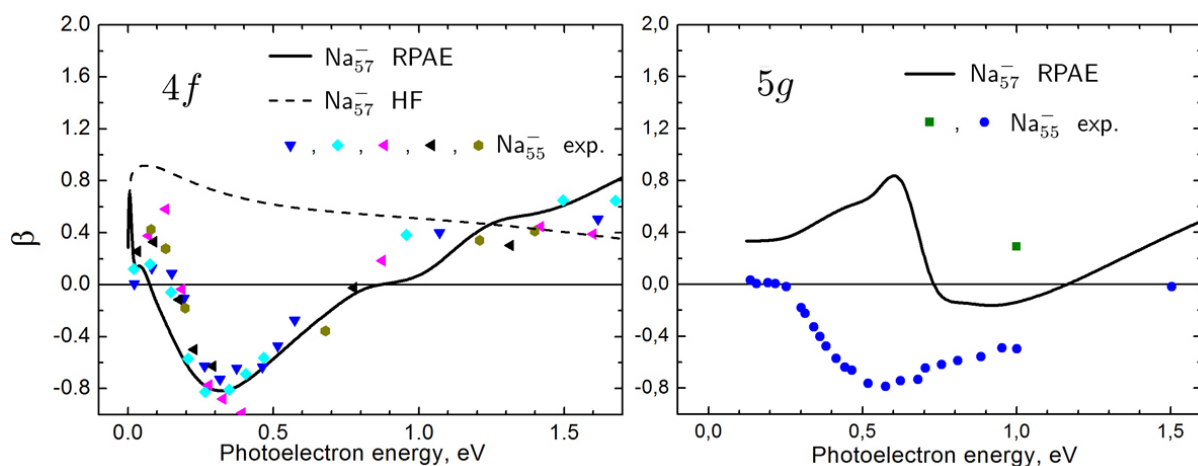 2.0
1.6
1.2
0.8
0.4
0.0
-0.4
-0.8
β
4f
Na₅₇⁻ RPAE
Na₅₇⁻ HF
, , , , Na₅₅⁻ exp.
0.0 0.5 1.0 1.5
Photoelectron energy, eV
2,0
1,6
1,2
0,8
0,4
0,0
-0,4
-0,8
5g
Na₅₇⁻ RPAE
, Na₅₅⁻ exp.
0,0 0,5 1,0 1,5
Photoelectron energy, eV